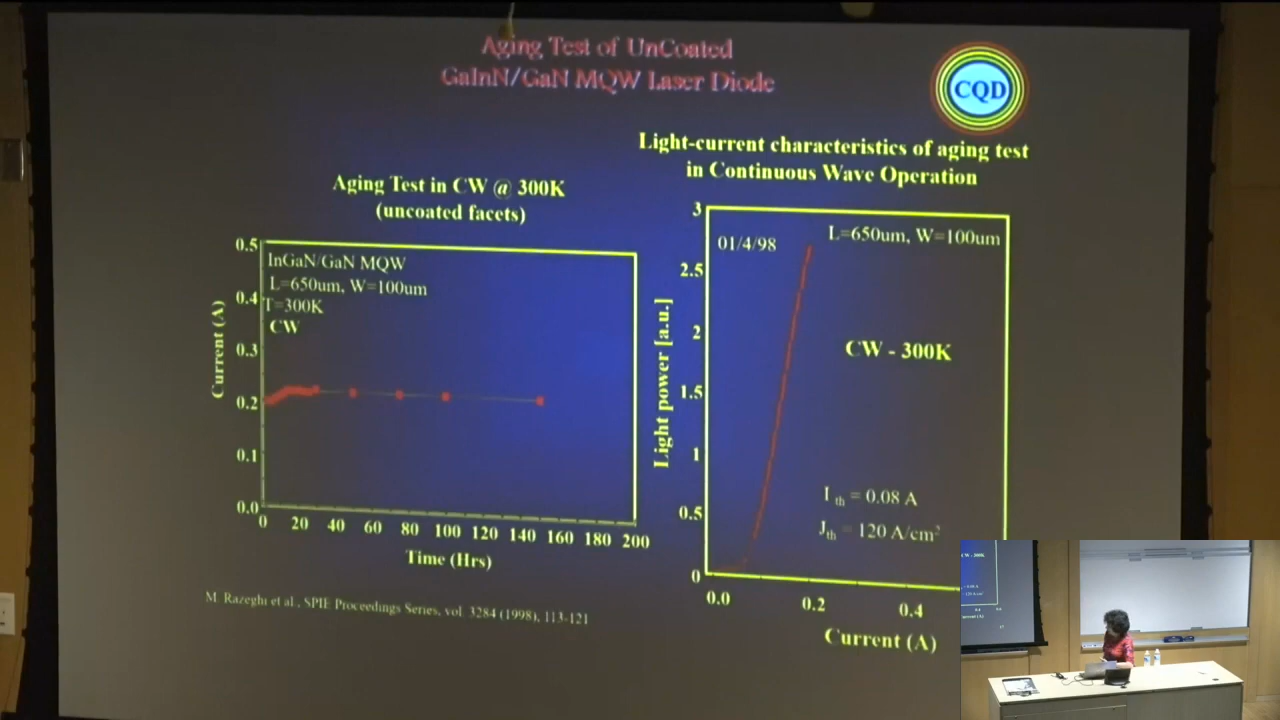 Aging Test of UnCoated
GaInN/GaN MQW Laser Diode
CQD
Light-current characteristics of aging test
in Continuous Wave Operation
Aging Test in CW @ 300K
(uncoated facets)
0.5
0.4
0.3
0.2
0.1
0.0
Current (A)
InGaN/GaN MQW
L=650um, W=100um
T=300K
CW
0 20 40 60 80 100 120 140 160 180 200
Time (Hrs)
3
2.5
2
1.5
1
0.5
0
Light power [a.u.]
01/4/98
L=650um, W=100um
CW - 300K
I th = 0.08 A
Jth = 120 A/cm²
0.0 0.2 0.4
Current (A)
M. Razeghi et al., SPIE Proceedings Series, vol. 3284 (1998), 113-121
CW - 300K